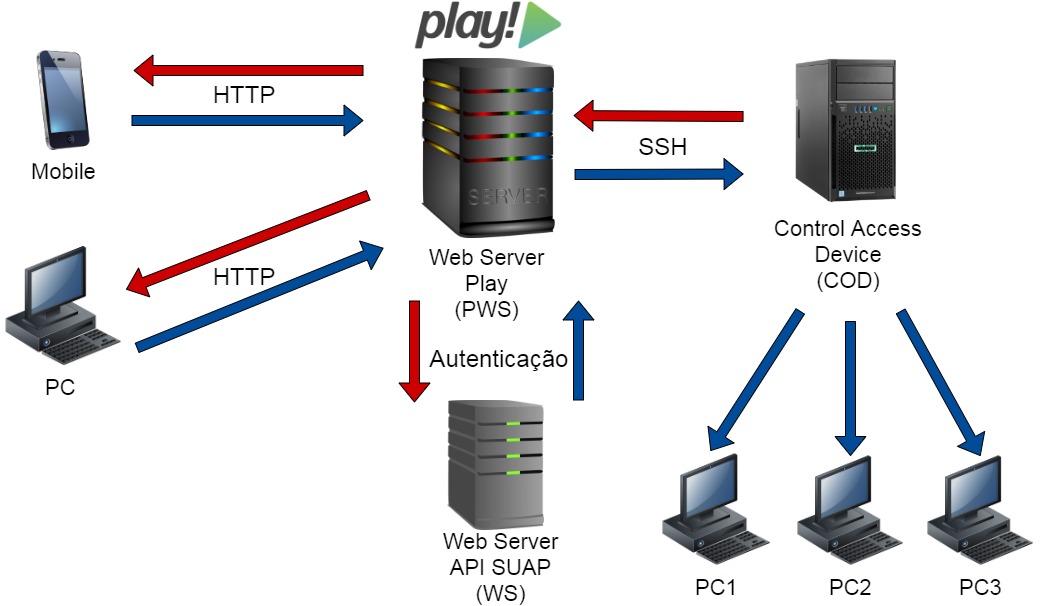 play!
HTTP
Mobile
SERVER
SSH
Web Server
Play
(PWS)
Control Access
Device
(COD)
HTTP
PC
Autenticação
Web Server
API SUAP
(WS)
PC1
PC2
PC3